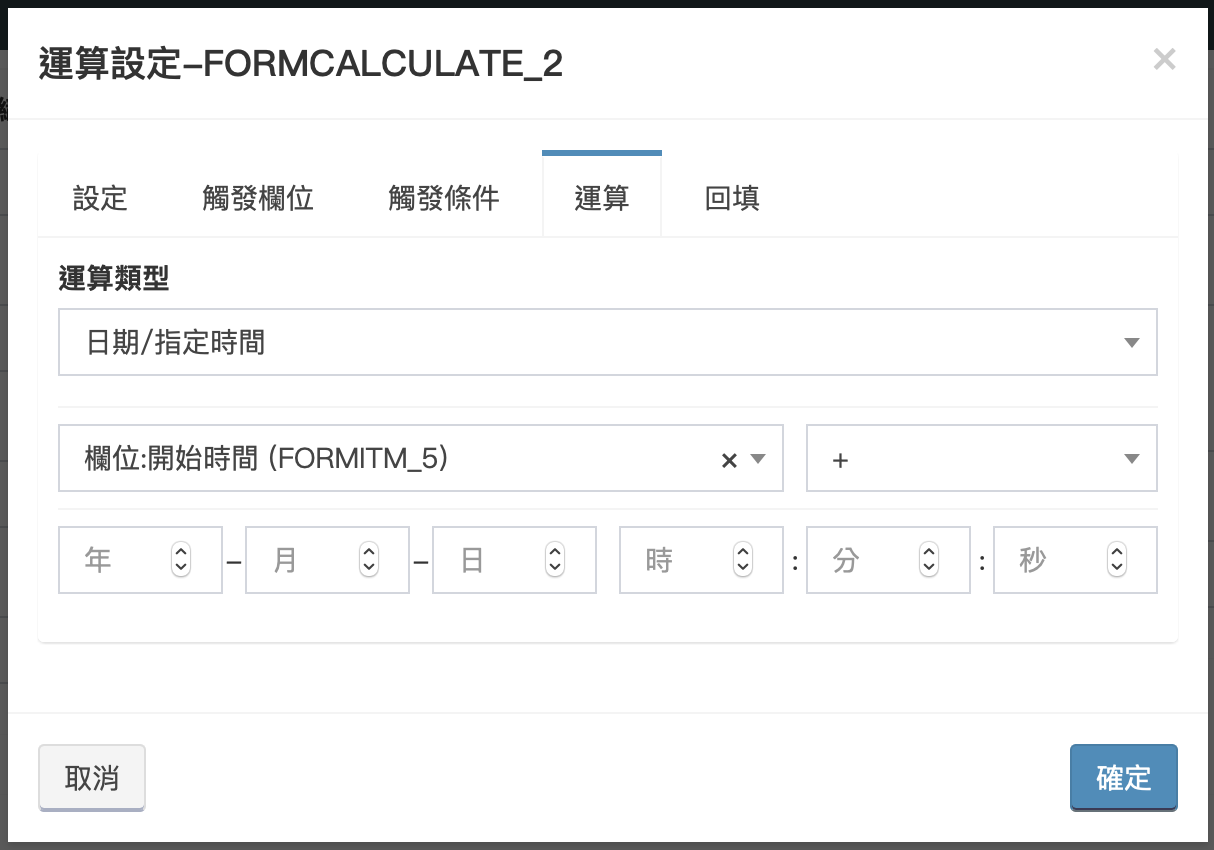 運算設定-FORMCALCULATE_2
×
設定 觸發欄位 觸發條件 運算 回填
運算類型
日期/指定時間
欄位:開始時間 (FORMITM_5) × +
年 - 月 - 日 時 : 分 : 秒
取消 確定